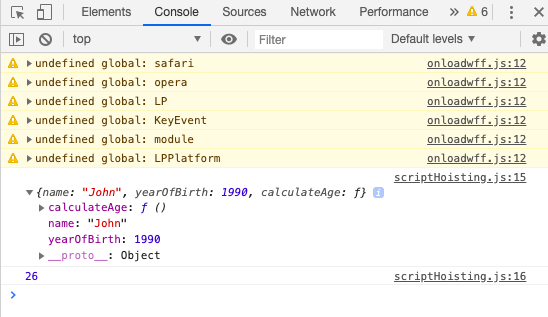 Elements Console Sources Network Performance » 6
top Filter Default levels
undefined global: safari onloadwff.js:12
undefined global: opera onloadwff.js:12
undefined global: LP onloadwff.js:12
undefined global: KeyEvent onloadwff.js:12
undefined global: module onloadwff.js:12
undefined global: LPPlatform onloadwff.js:12
scriptHoisting.js:15
{name: "John", yearOfBirth: 1990, calculateAge: ƒ} i
calculateAge: ƒ ()
name: "John"
yearOfBirth: 1990
__proto__: Object
26 scriptHoisting.js:16